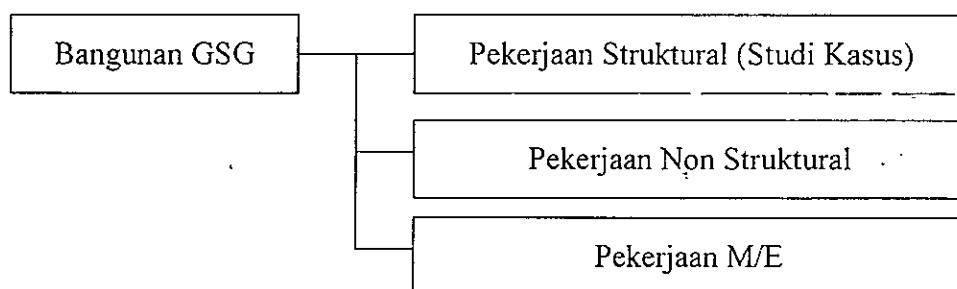 Bangunan GSG
Pekerjaan Struktural (Studi Kasus)
Pekerjaan Non Struktural
Pekerjaan M/E